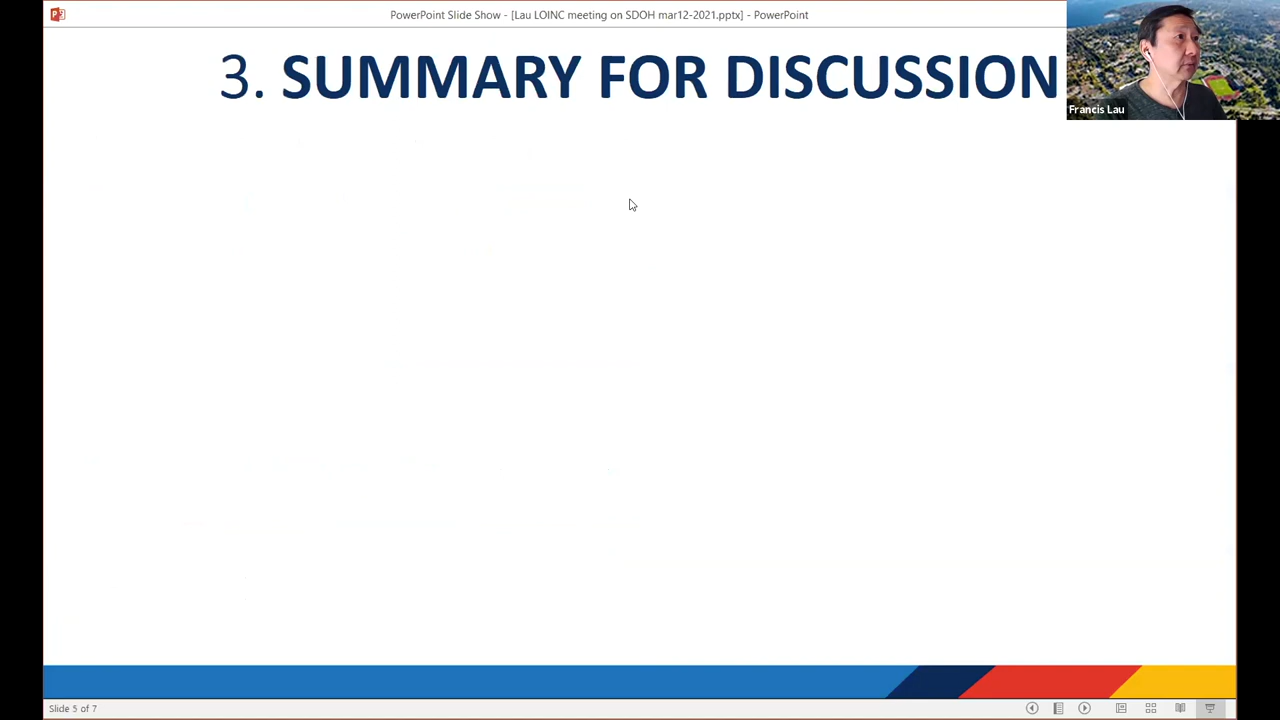 PowerPoint Slide Show - [Lau LOINC meeting on SDOH mar12-2021.pptx] - PowerPoint
3. SUMMARY FOR DISCUSSION
Francis Lau
Slide 5 of 7